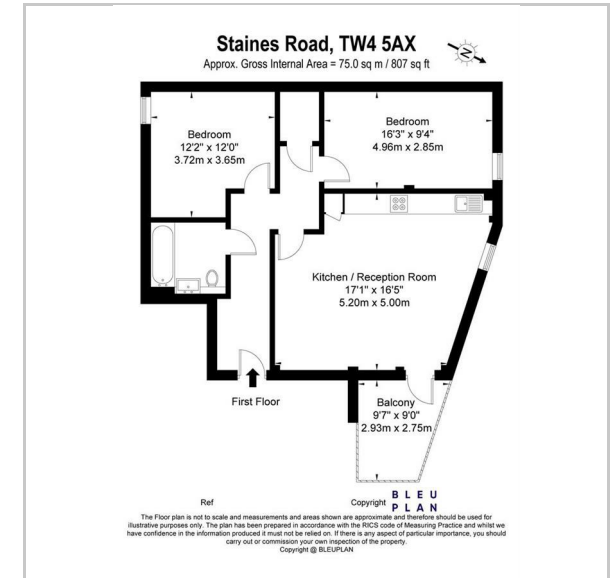 Staines Road, TW4 5AX
Approx. Gross Internal Area = 75.0 sq m / 807 sq ft
N
Bedroom
12'2" x 12'0"
3.72m x 3.65m
Bedroom
16'3" x 9'4"
4.96m x 2.85m
Kitchen / Reception Room
17'1" x 16'5"
5.20m x 5.00m
First Floor
Balcony
9'7" x 9'0"
2.93m x 2.75m
Ref
Copyright
BLEU
PLAN
The Floor plan is not to scale and measurements and areas shown are approximate and therefore should be used for
illustrative purposes only. The plan has been prepared in accordance with the RICS code of Measuring Practice and whilst we
have confidence in the information produced it must not be relied on. If there is any aspect of particular importance, you should
carry out or commission your own inspection of the property.
Copyright @ BLEUPLAN